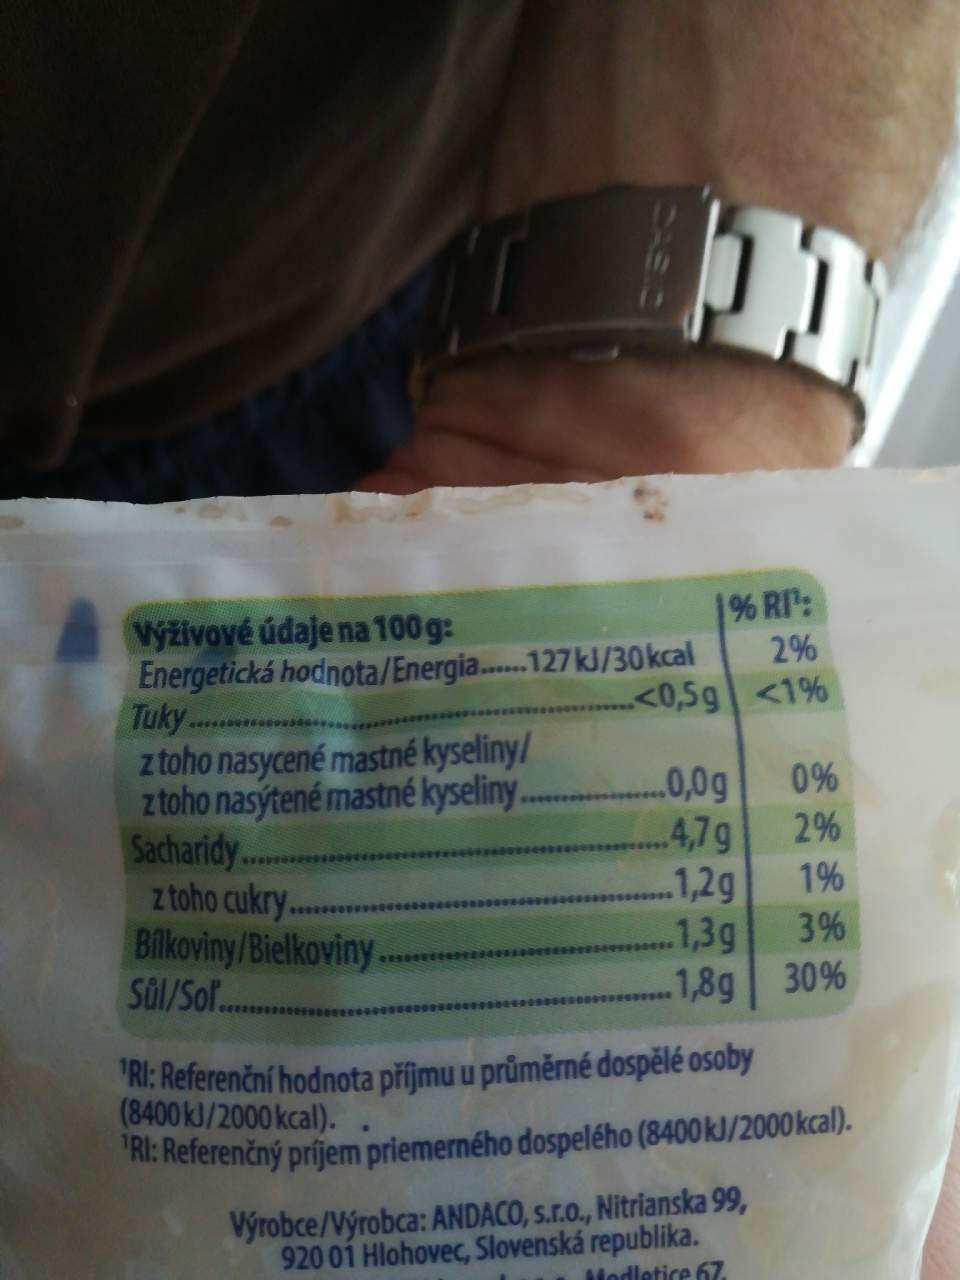 CASIO
Výživové údaje na 100 g: % RI¹:
Energetická hodnota/Energia......127 kJ/30 kcal 2%
Tuky..........<0,5 g <1%
z toho nasycené mastné kyseliny/
z toho nasýtené mastné kyseliny..........0,0 g 0%
Sacharidy..........4,7 g 2%
z toho cukry..........1,2 g 1%
Bílkoviny/Bielkoviny..........1,3 g 3%
Sůl/Soľ..........1,8 g 30%
¹RI: Referenční hodnota příjmu u průměrné dospělé osoby
(8400 kJ/2000 kcal).
¹RI: Referenčný príjem priemerného dospelého (8400 kJ/2000 kcal).
Výrobce/Výrobca: ANDACO, s.r.o., Nitrianska 99,
920 01 Hlohovec, Slovenská republika.
Modletice 67,